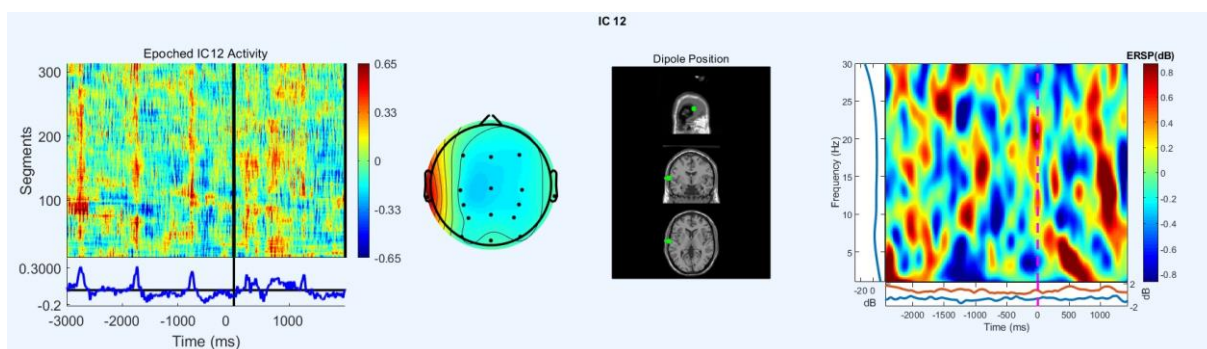 IC 12
Epoched IC12 Activity
Segments
300
200
100
0.65
0.33
0
-0.33
-0.65
0.3000
-0.2
-3000 -2000 -1000 0 1000
Time (ms)
Dipole Position
ERSP(dB)
Frequency (Hz)
30
25
20
15
10
5
0.8
0.6
0.4
0.2
0
-0.2
-0.4
-0.6
-0.8
-20 0
dB
2
-2
dB
-2000 -1500 -1000 -500 0 500 1000
Time (ms)